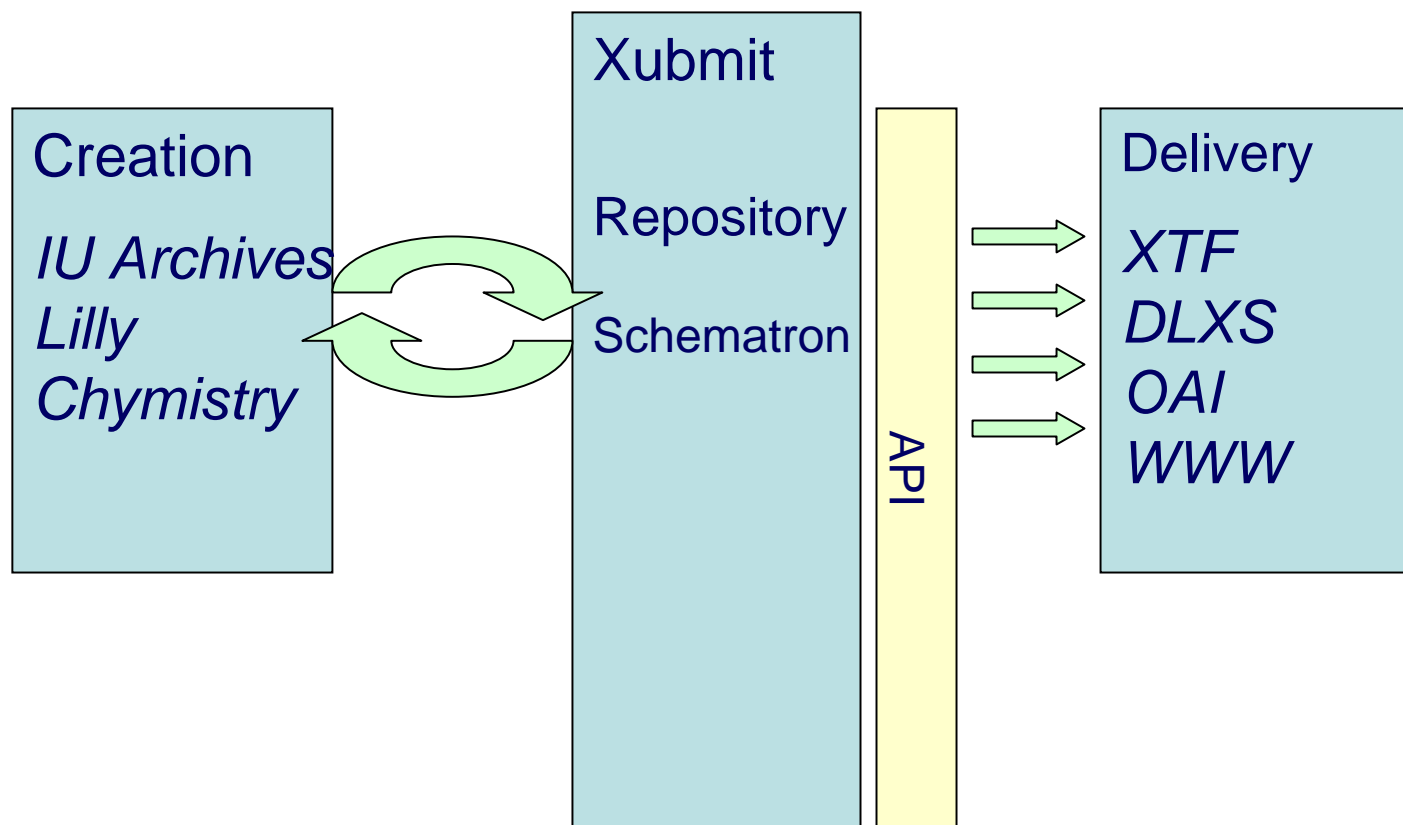 Creation
IU Archives
Lilly
Chymistry
Xubmit
Repository
Schematron
API
Delivery
XTF
DLXS
OAI
WWW